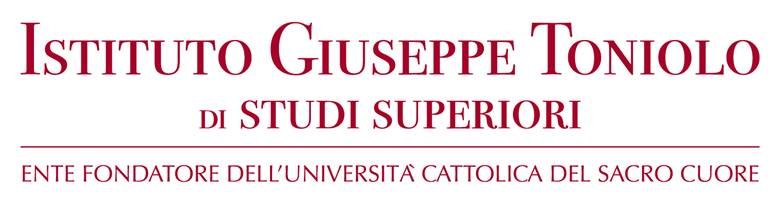 ISTITUTO GIUSEPPE TONIOLO
DI STUDI SUPERIORI
ENTE FONDATORE DELL'UNIVERSITÀ CATTOLICA DEL SACRO CUORE